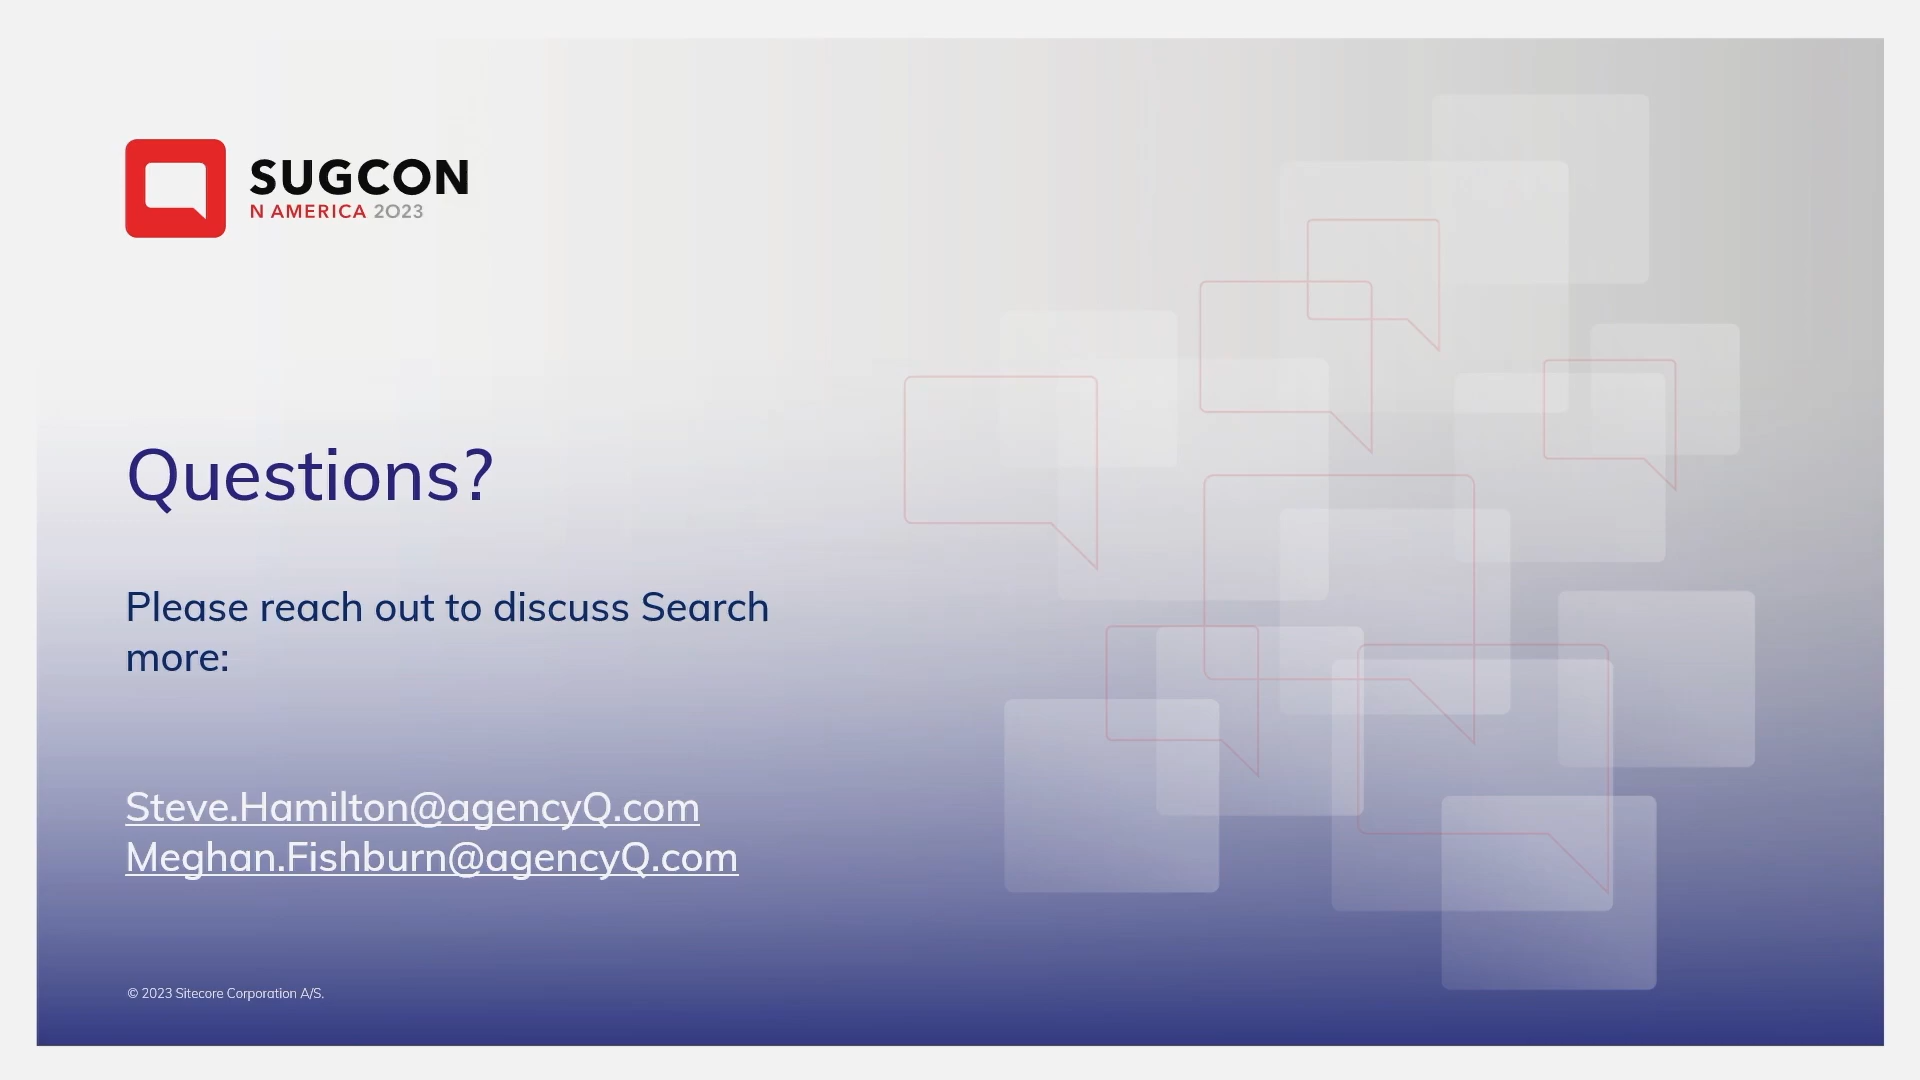 SUGCON
N AMERICA 2023
Questions?
Please reach out to discuss Search
more:
Steve.Hamilton@agencyQ.com
Meghan.Fishburn@agencyQ.com
© 2023 Sitecore Corporation A/S.